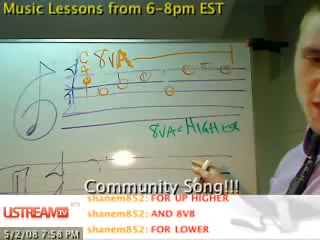 Music Lessons from 6-8pm EST
8VA
8VA=HIGHER
Community Song!!!
USTREAM TV
shanem852: FOR UP HIGHER
shanem852: AND 8VB
shanem852: FOR LOWER
5/2/08 7:58 PM